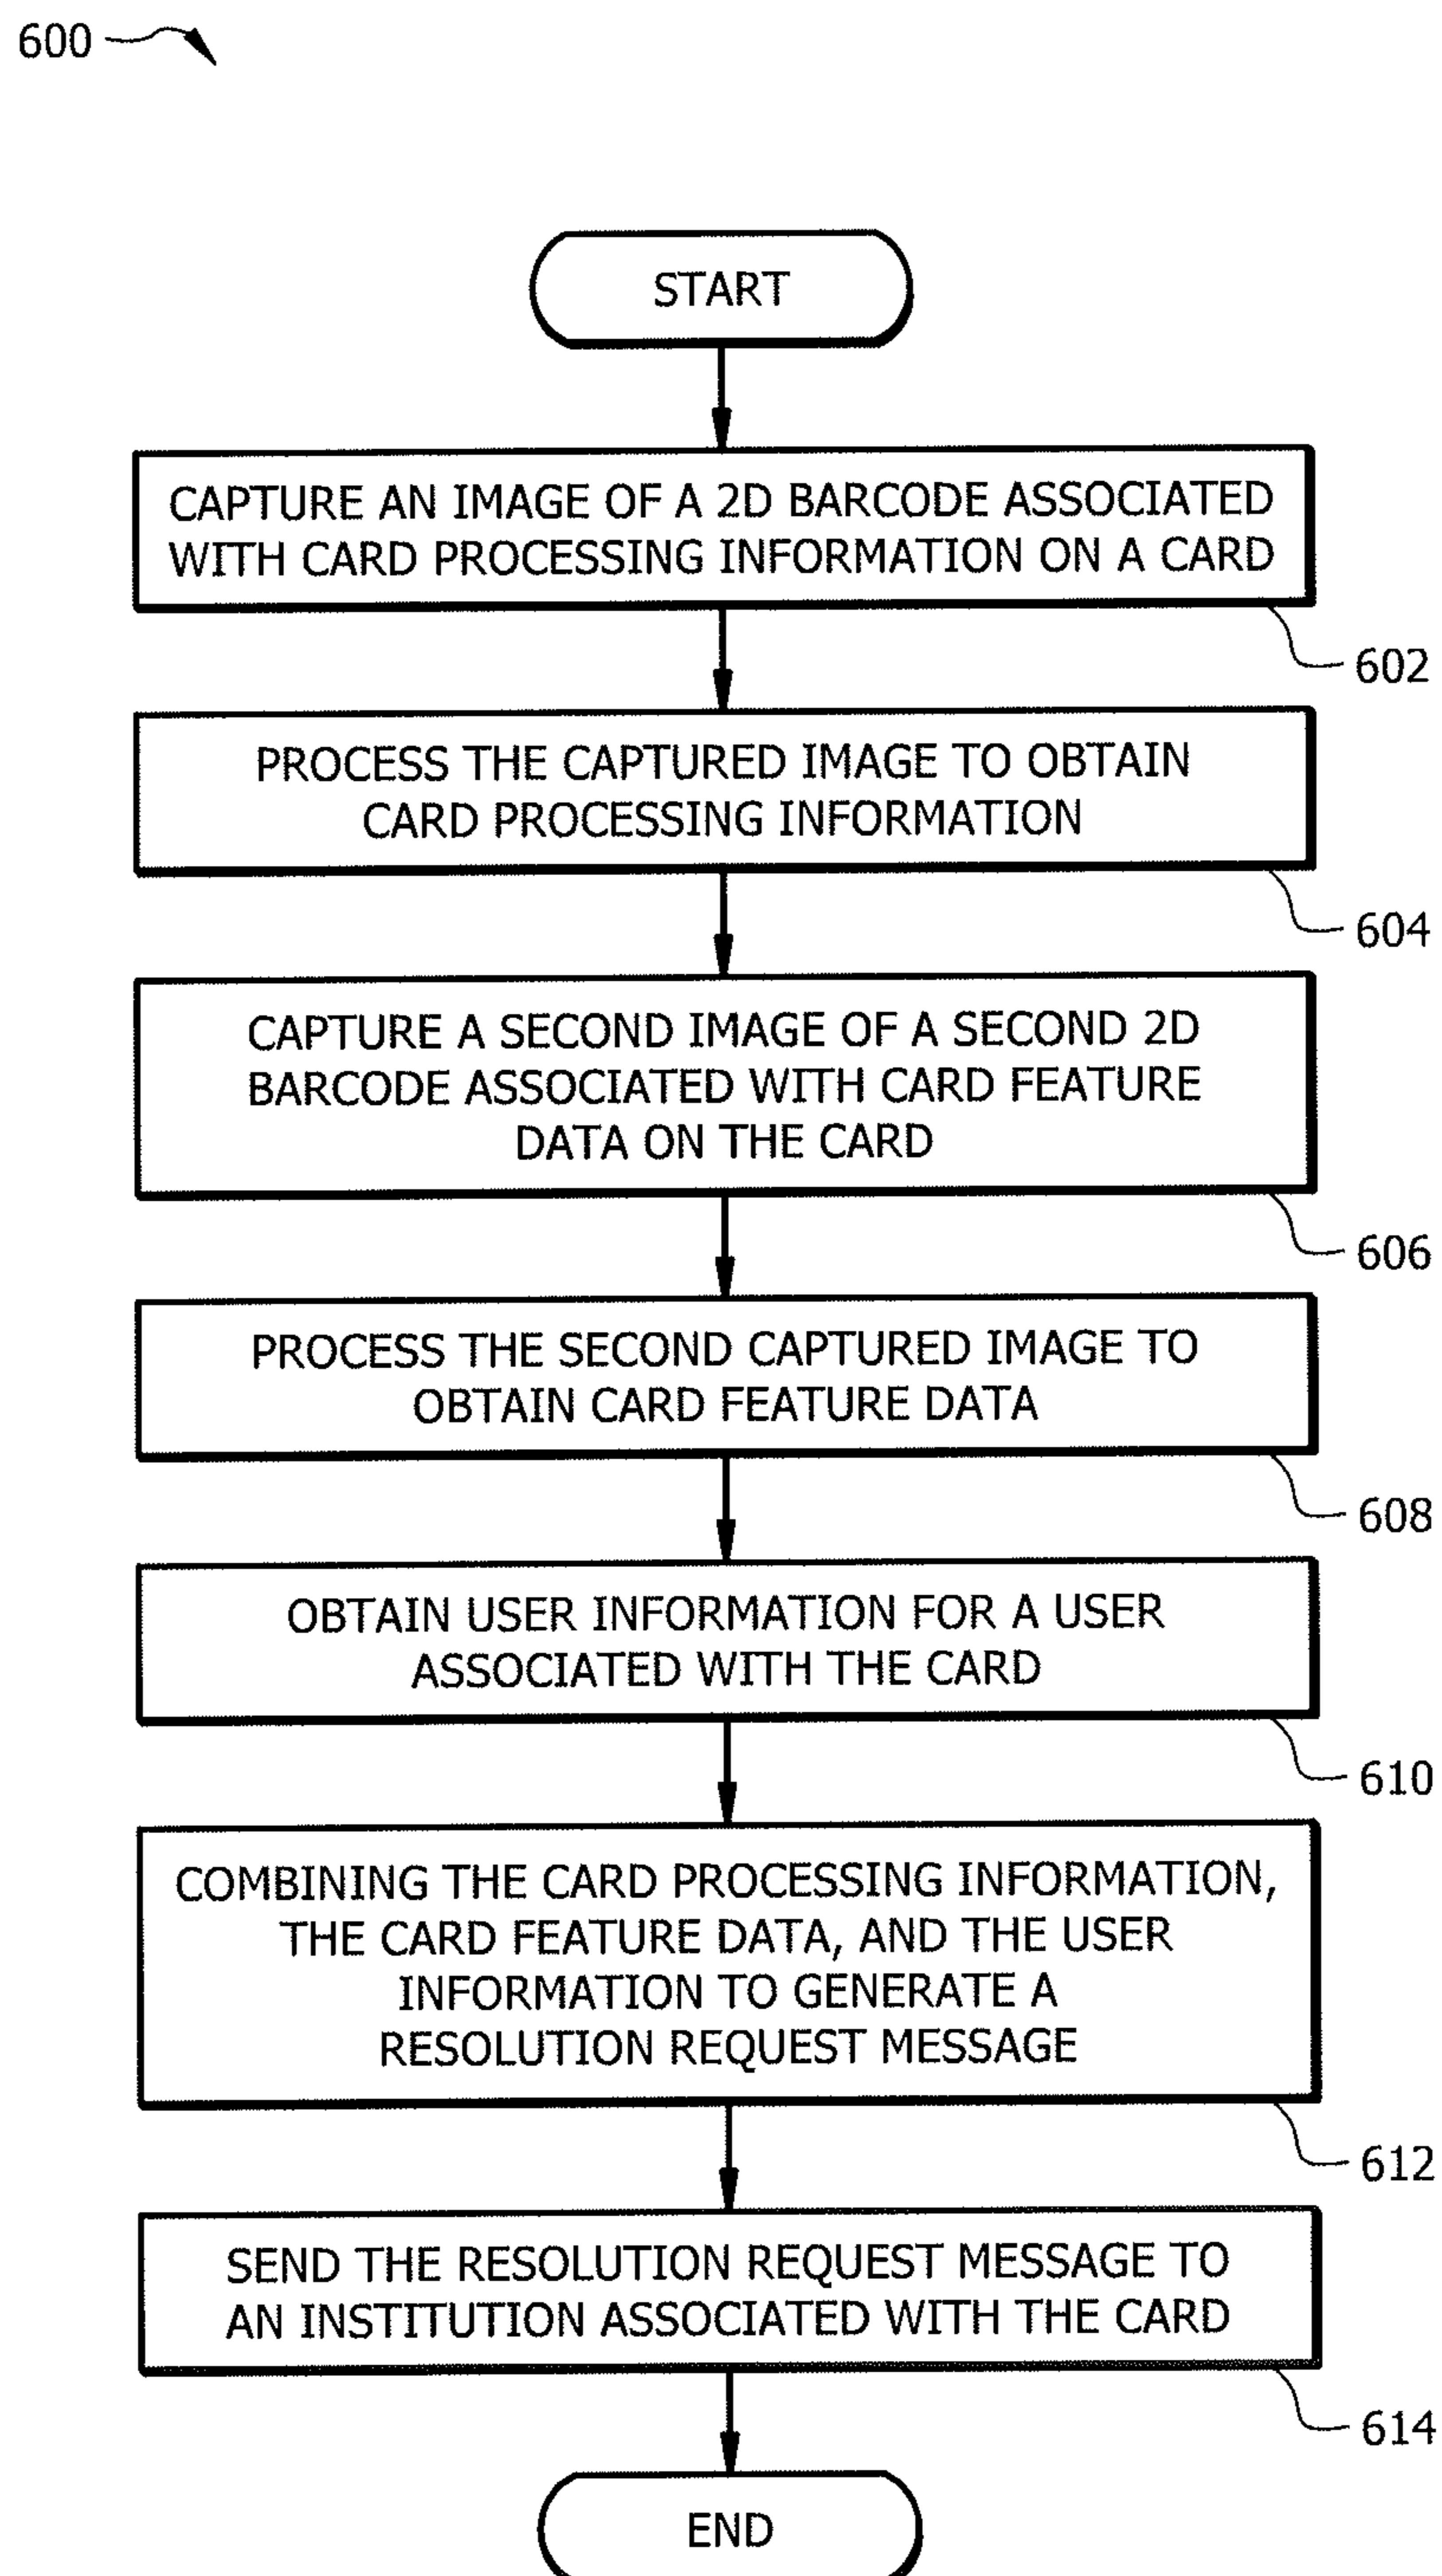 600
START
CAPTURE AN IMAGE OF A 2D BARCODE ASSOCIATED
WITH CARD PROCESSING INFORMATION ON A CARD
602
PROCESS THE CAPTURED IMAGE TO OBTAIN
CARD PROCESSING INFORMATION
604
CAPTURE A SECOND IMAGE OF A SECOND 2D
BARCODE ASSOCIATED WITH CARD FEATURE
DATA ON THE CARD
606
PROCESS THE SECOND CAPTURED IMAGE TO
OBTAIN CARD FEATURE DATA
608
OBTAIN USER INFORMATION FOR A USER
ASSOCIATED WITH THE CARD
610
COMBINING THE CARD PROCESSING INFORMATION,
THE CARD FEATURE DATA, AND THE USER
INFORMATION TO GENERATE A
RESOLUTION REQUEST MESSAGE
612
SEND THE RESOLUTION REQUEST MESSAGE TO
AN INSTITUTION ASSOCIATED WITH THE CARD
614
END